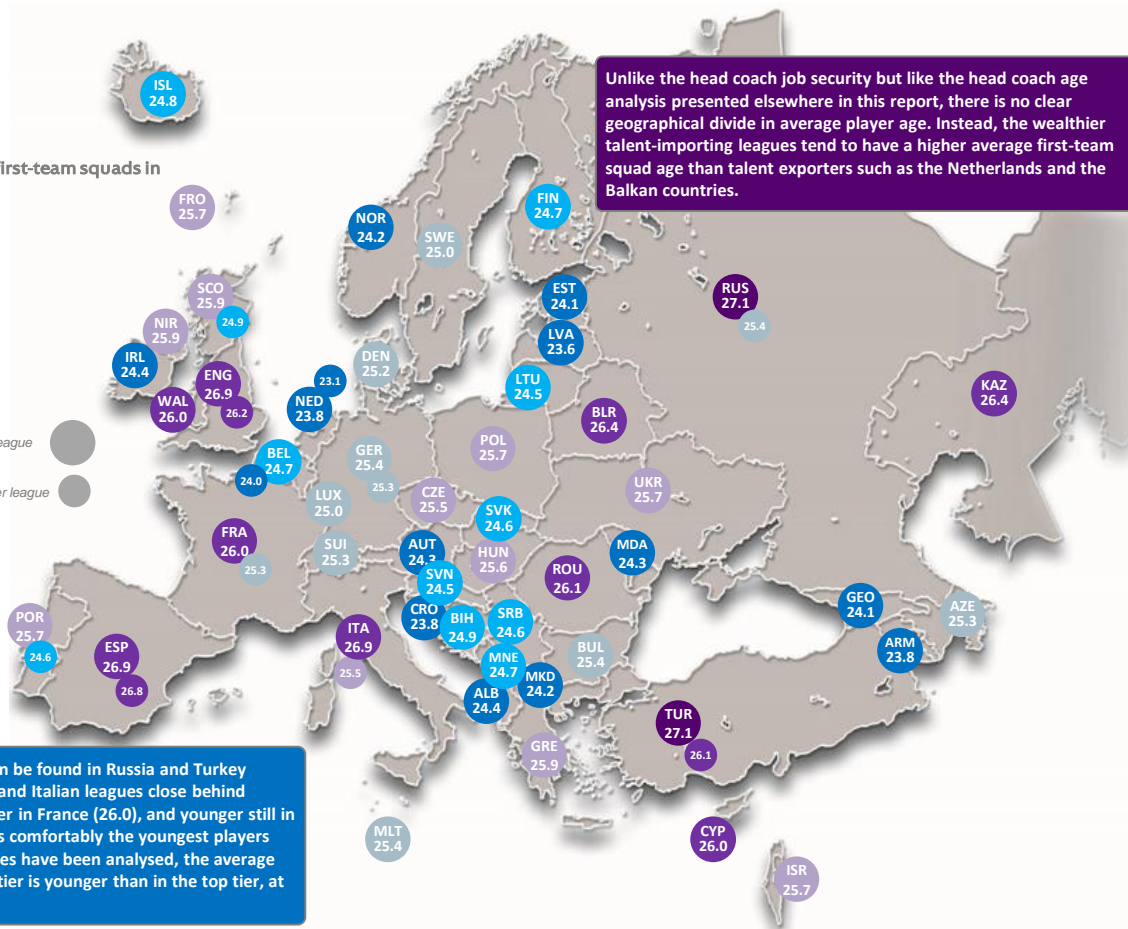 Unlike the head coach job security but like the head coach age
analysis presented elsewhere in this report, there is no clear
geographical divide in average player age. Instead, the wealthier
talent-importing leagues tend to have a higher average first-team
squad age than talent exporters such as the Netherlands and the
Balkan countries.
first-team squads in
ISL
24.8
FRO
25.7
NOR
24.2
SWE
25.0
FIN
24.7
SCO
25.9
24.9
NIR
25.9
IRL
24.4
ENG
26.9
26.2
WAL
26.0
EST
24.1
LVA
23.6
LTU
24.5
RUS
27.1
25.4
DEN
25.2
23.1
NED
23.8
BLR
26.4
KAZ
26.4
eague
er league
BEL
24.7
24.0
GER
25.4
25.3
POL
25.7
LUX
25.0
CZE
25.5
UKR
25.7
SVK
24.6
FRA
26.0
25.3
SUI
25.3
AUT
24.3
HUN
25.6
MDA
24.3
SVN
24.5
ROU
26.1
CRO
23.8
BIH
24.9
SRB
24.6
GEO
24.1
AZE
25.3
POR
25.7
24.6
ESP
26.9
26.8
ITA
26.9
25.5
MNE
24.7
BUL
25.4
ARM
23.8
ALB
24.4
MKD
24.2
TUR
27.1
26.1
GRE
25.9
MLT
25.4
CYP
26.0
ISR
25.7
n be found in Russia and Turkey
and Italian leagues close behind
er in France (26.0), and younger still in
s comfortably the youngest players
es have been analysed, the average
tier is younger than in the top tier, at